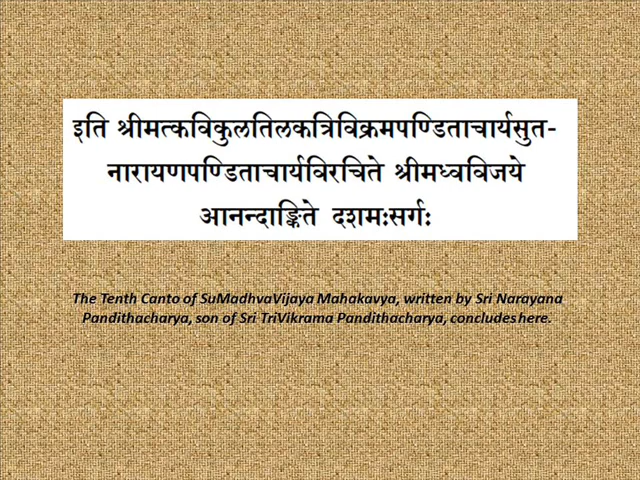 इति श्रीमत्कविकुलतिलकत्रिविक्रमपण्डिताचार्यसुत-
नारायणपण्डिताचार्यविरचिते श्रीमध्वविजये
आनन्दाङ्किते दशमःसर्गः
The Tenth Canto of SuMadhvaVijaya Mahakavya, written by Sri Narayana
Pandithacharya, son of Sri TriVikrama Pandithacharya, concludes here.